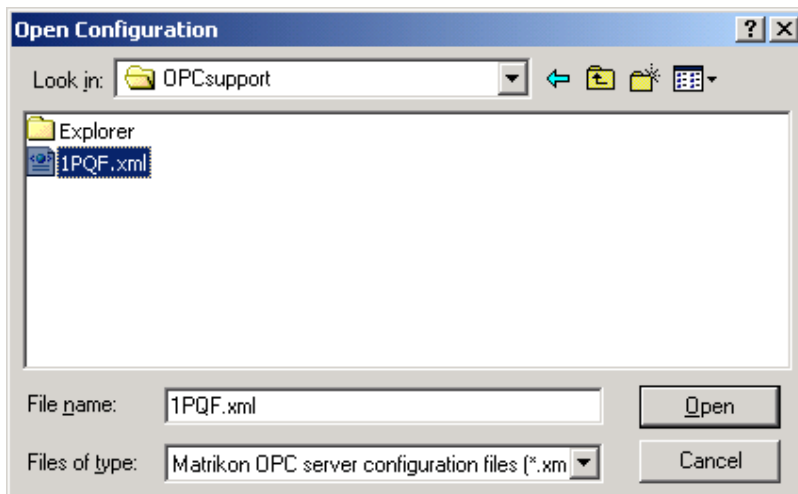 Open Configuration
Look in: OPCsupport
Explorer
1PQF.xml
File name: 1PQF.xml Open
Files of type: Matrikon OPC server configuration files (*.xm Cancel